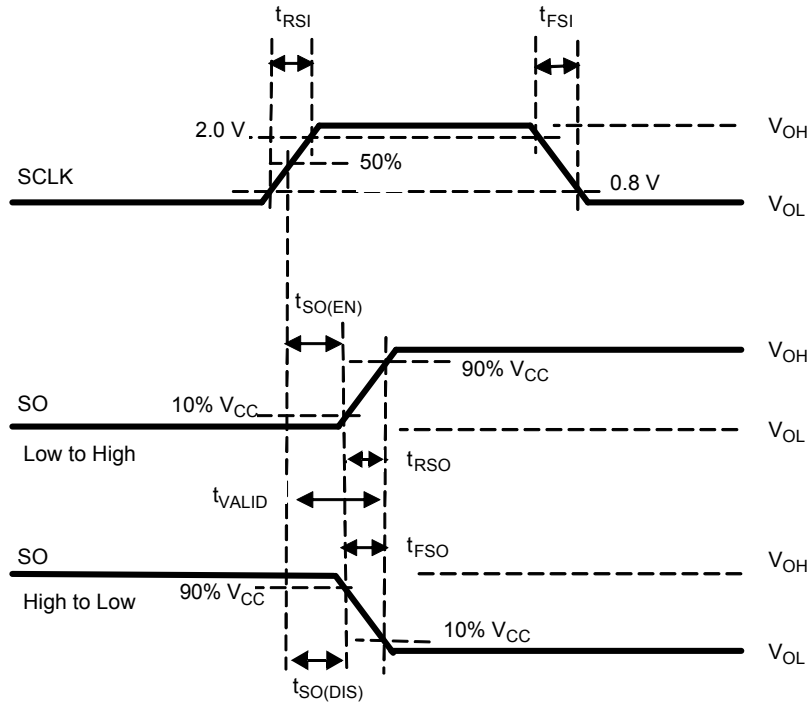 tRSI
tFSI
2.0 V
VOH
50%
SCLK
0.8 V
VOL
tSO(EN)
VOH
90% VCC
SO
10% VCC
VOL
Low to High
tRSO
tVALID
tFSO
SO
VOH
90% VCC
High to Low
10% VCC
VOL
tSO(DIS)